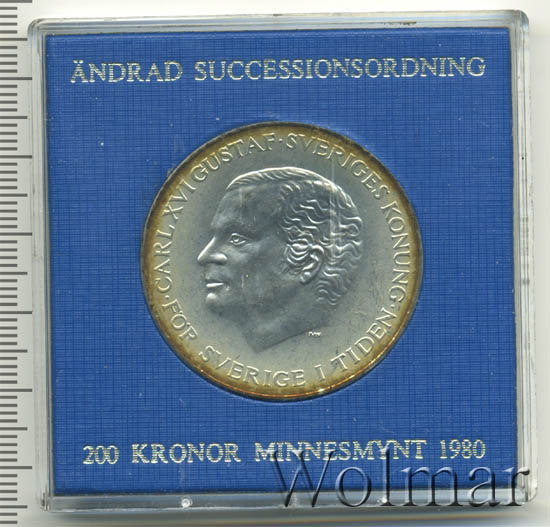 ÄNDRAD SUCCESSIONSORDNING
· CARL XVI GUSTAF · SVERIGES KONUNG ·
FÖR SVERIGE I TIDEN
200 KRONOR MINNESMYNT 1980
Wolmar